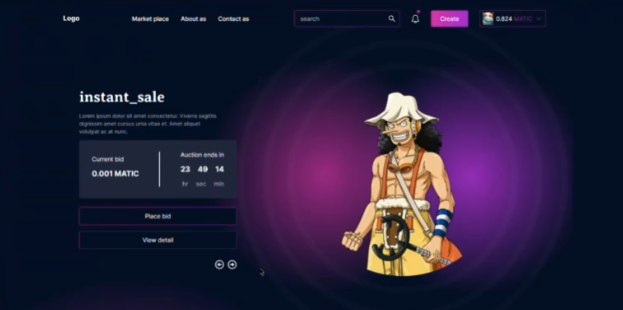 Logo
Market place
About as
Contact as
search
Create
0.824 MATIC
instant_sale
Lorem ipsum dolor sit amet consectetur. Viverra sagittis
dignissim amet cursus urna vitae et. Amet aliquet
volutpat ac at nunc.
Current bid
0.001 MATIC
Auction ends in
23 49 14
hr sec min
Place bid
View detail